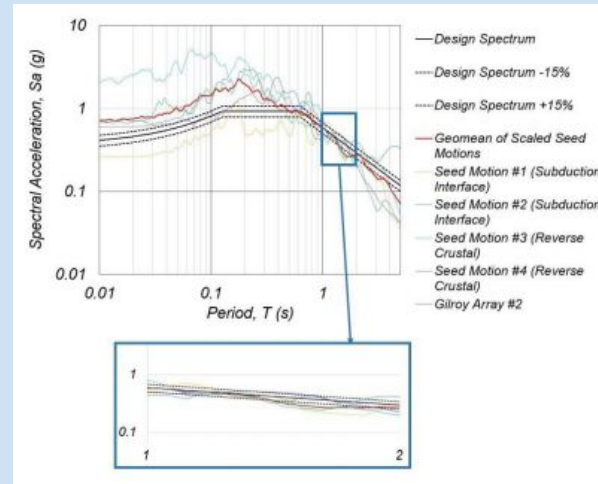 10
1
0.1
0.01
Spectral Acceleration, Sa (g)
0.01
0.1
1
Period, T (s)
Design Spectrum
Design Spectrum -15%
Design Spectrum +15%
Geomean of Scaled Seed
Motions
Seed Motion #1 (Subduction
Interface)
Seed Motion #2 (Subduction
Interface)
Seed Motion #3 (Reverse
Crustal)
Seed Motion #4 (Reverse
Crustal)
Gilroy Array #2
1
0.1
1
2